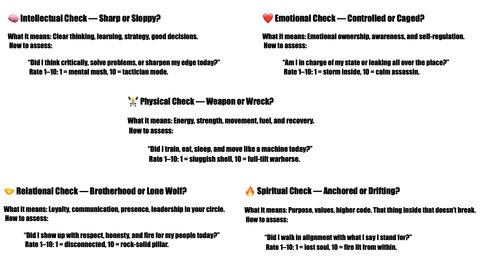 🧠 Intellectual Check — Sharp or Sloppy?
What it means: Clear thinking, learning, strategy, good decisions.
How to assess:
“Did I think critically, solve problems, or sharpen my edge today?”
Rate 1–10: 1 = mental mush, 10 = tactician mode.
❤️ Emotional Check — Controlled or Caged?
What it means: Emotional ownership, awareness, and self-regulation.
How to assess:
“Am I in charge of my state or leaking all over the place?”
Rate 1–10: 1 = storm inside, 10 = calm assassin.
🏋️ Physical Check — Weapon or Wreck?
What it means: Energy, strength, movement, fuel, and recovery.
How to assess:
“Did I train, eat, sleep, and move like a machine today?”
Rate 1–10: 1 = sluggish shell, 10 = full-tilt warhorse.
🤝 Relational Check — Brotherhood or Lone Wolf?
What it means: Loyalty, communication, presence, leadership in your circle.
How to assess:
“Did I show up with respect, honesty, and fire for my people today?”
Rate 1–10: 1 = disconnected, 10 = rock-solid pillar.
🔥 Spiritual Check — Anchored or Drifting?
What it means: Purpose, values, higher code. That thing inside that doesn’t break.
How to assess:
“Did I walk in alignment with what I say I stand for?”
Rate 1–10: 1 = lost soul, 10 = fire lit from within.